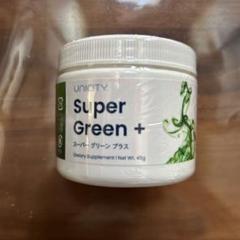 UNICITY
Super
Green +
スーパー グリーン プラス
Dietary Supplement | Net Wt. 45g